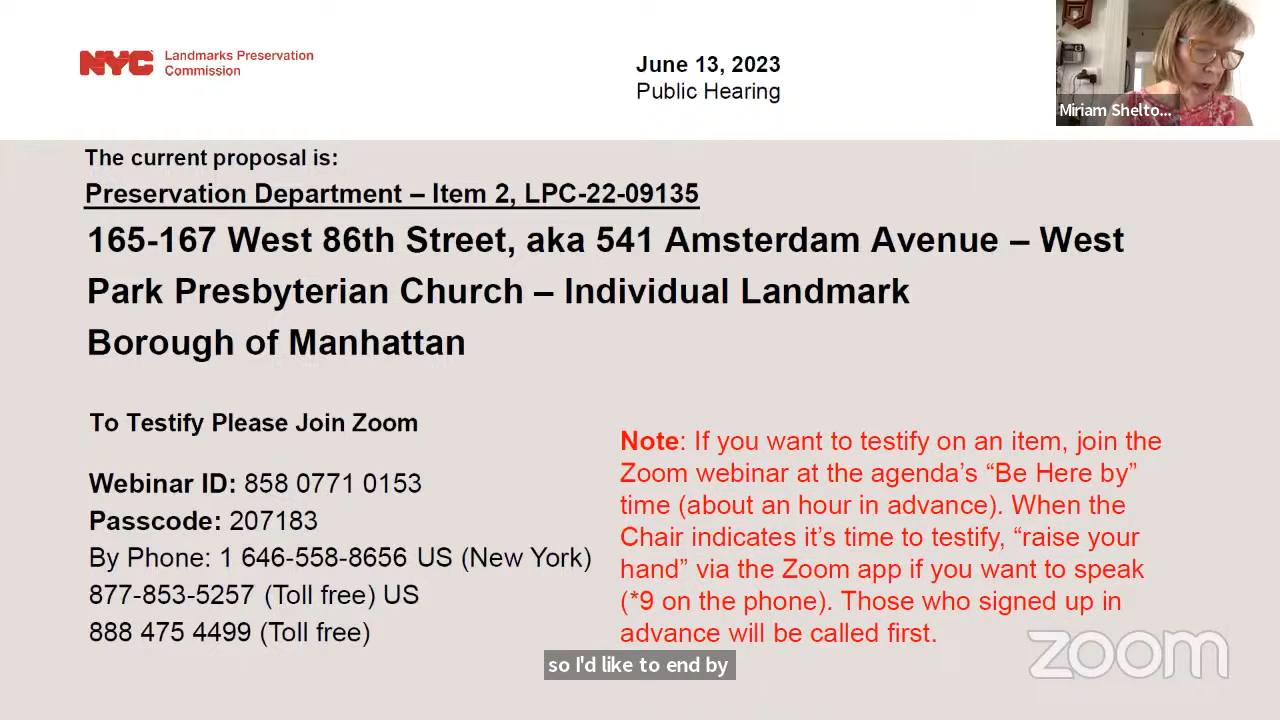 NYC Landmarks Preservation
Commission
June 13, 2023
Public Hearing
Miriam Shelto...
The current proposal is:
Preservation Department – Item 2, LPC-22-09135
165-167 West 86th Street, aka 541 Amsterdam Avenue – West
Park Presbyterian Church – Individual Landmark
Borough of Manhattan
To Testify Please Join Zoom
Webinar ID: 858 0771 0153
Passcode: 207183
By Phone: 1 646-558-8656 US (New York)
877-853-5257 (Toll free) US
888 475 4499 (Toll free)
Note: If you want to testify on an item, join the
Zoom webinar at the agenda’s “Be Here by”
time (about an hour in advance). When the
Chair indicates it’s time to testify, “raise your
hand” via the Zoom app if you want to speak
(*9 on the phone). Those who signed up in
advance will be called first.
zoom
so I'd like to end by